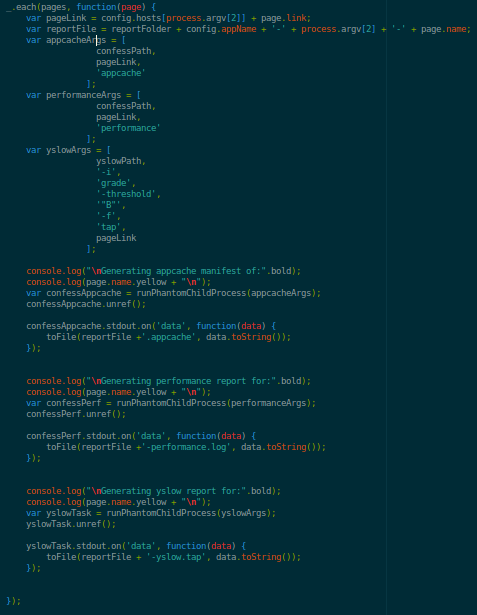 _.each(pages, function(page) {
    var pageLink = config.hosts[process.argv[2]] + page.link;
    var reportFile = reportFolder + config.appName + '-' + process.argv[2] + '-' + page.name;
    var appcacheArgs = [
                  confessPath,
                  pageLink,
                  'appcache'
                ];
    var performanceArgs = [
                  confessPath,
                  pageLink,
                  'performance'
                ];
    var yslowArgs = [
                  yslowPath,
                  '-i',
                  'grade',
                  '-threshold',
                  '"B"',
                  '-f',
                  'tap',
                  pageLink
                ];

    console.log("\nGenerating appcache manifest of:".bold);
    console.log(page.name.yellow + "\n");
    var confessAppcache = runPhantomChildProcess(appcacheArgs);
    confessAppcache.unref();

    confessAppcache.stdout.on('data', function(data) {
        toFile(reportFile +'.appcache', data.toString());
    });


    console.log("\nGenerating performance report for:".bold);
    console.log(page.name.yellow + "\n");
    var confessPerf = runPhantomChildProcess(performanceArgs);
    confessPerf.unref();

    confessPerf.stdout.on('data', function(data) {
        toFile(reportFile +'-performance.log', data.toString());
    });


    console.log("\nGenerating yslow report for:".bold);
    console.log(page.name.yellow + "\n");
    var yslowTask = runPhantomChildProcess(yslowArgs);
    yslowTask.unref();

    yslowTask.stdout.on('data', function(data) {
        toFile(reportFile + '-yslow.tap', data.toString());
    });


});